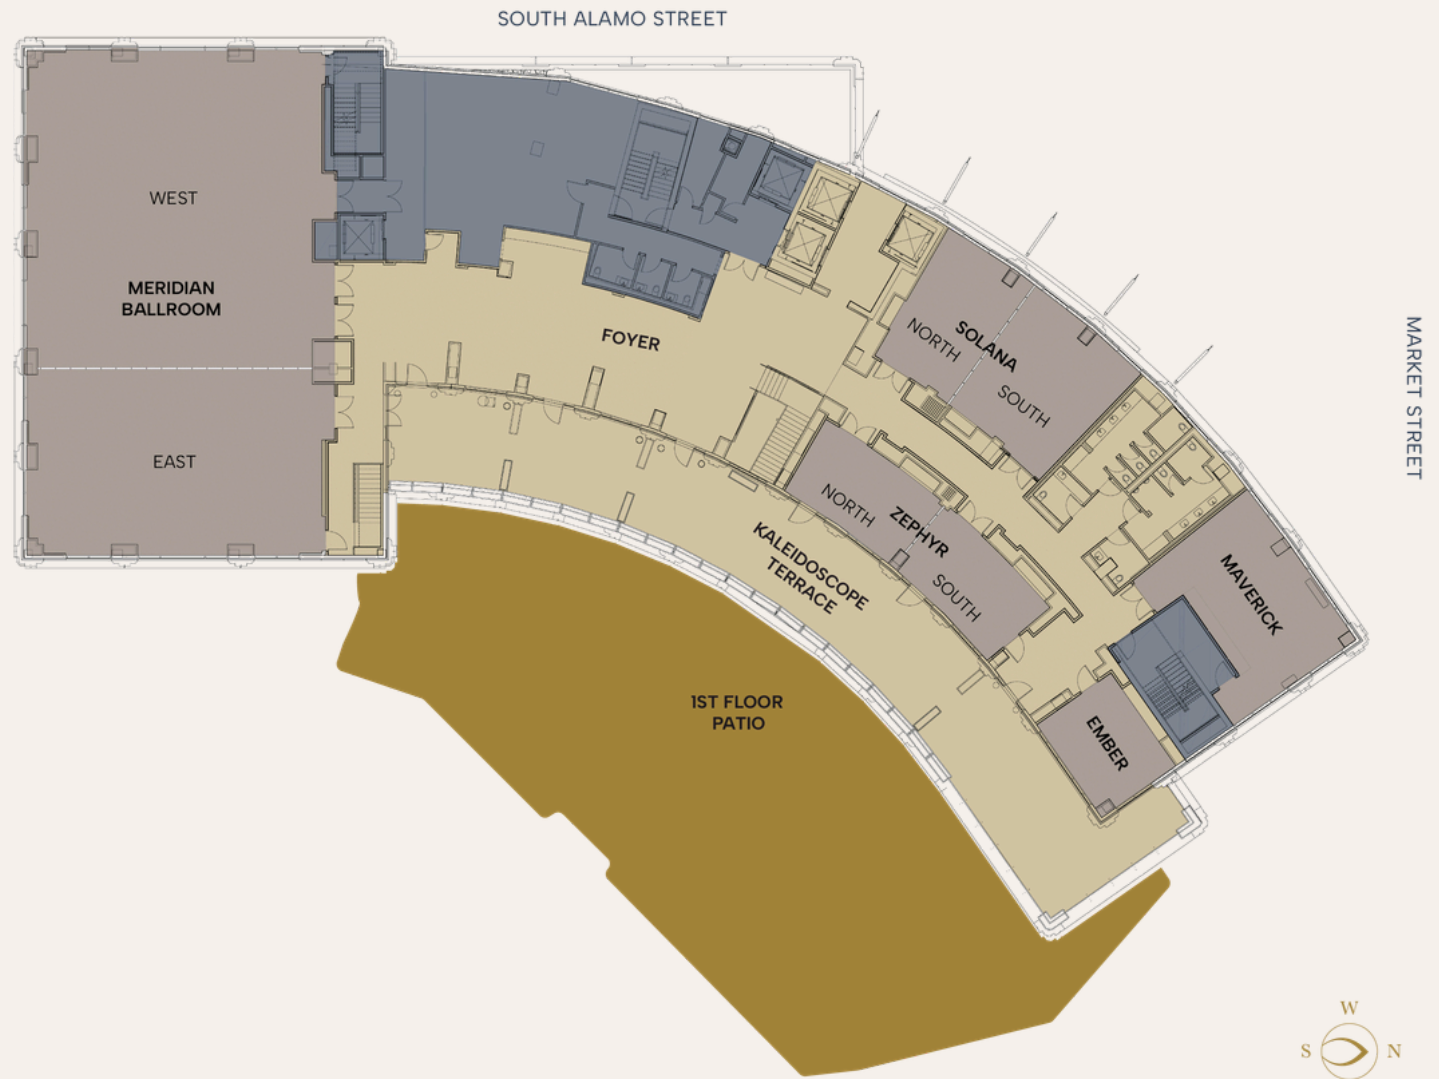 SOUTH ALAMO STREET
WEST
MERIDIAN
BALLROOM
EAST
FOYER
SOLANA
NORTH
SOUTH
MARKET STREET
NORTH
ZEPHYR
SOUTH
KALEIDOSCOPE
TERRACE
MAVERICK
EMBER
1ST FLOOR
PATIO
W
S
N